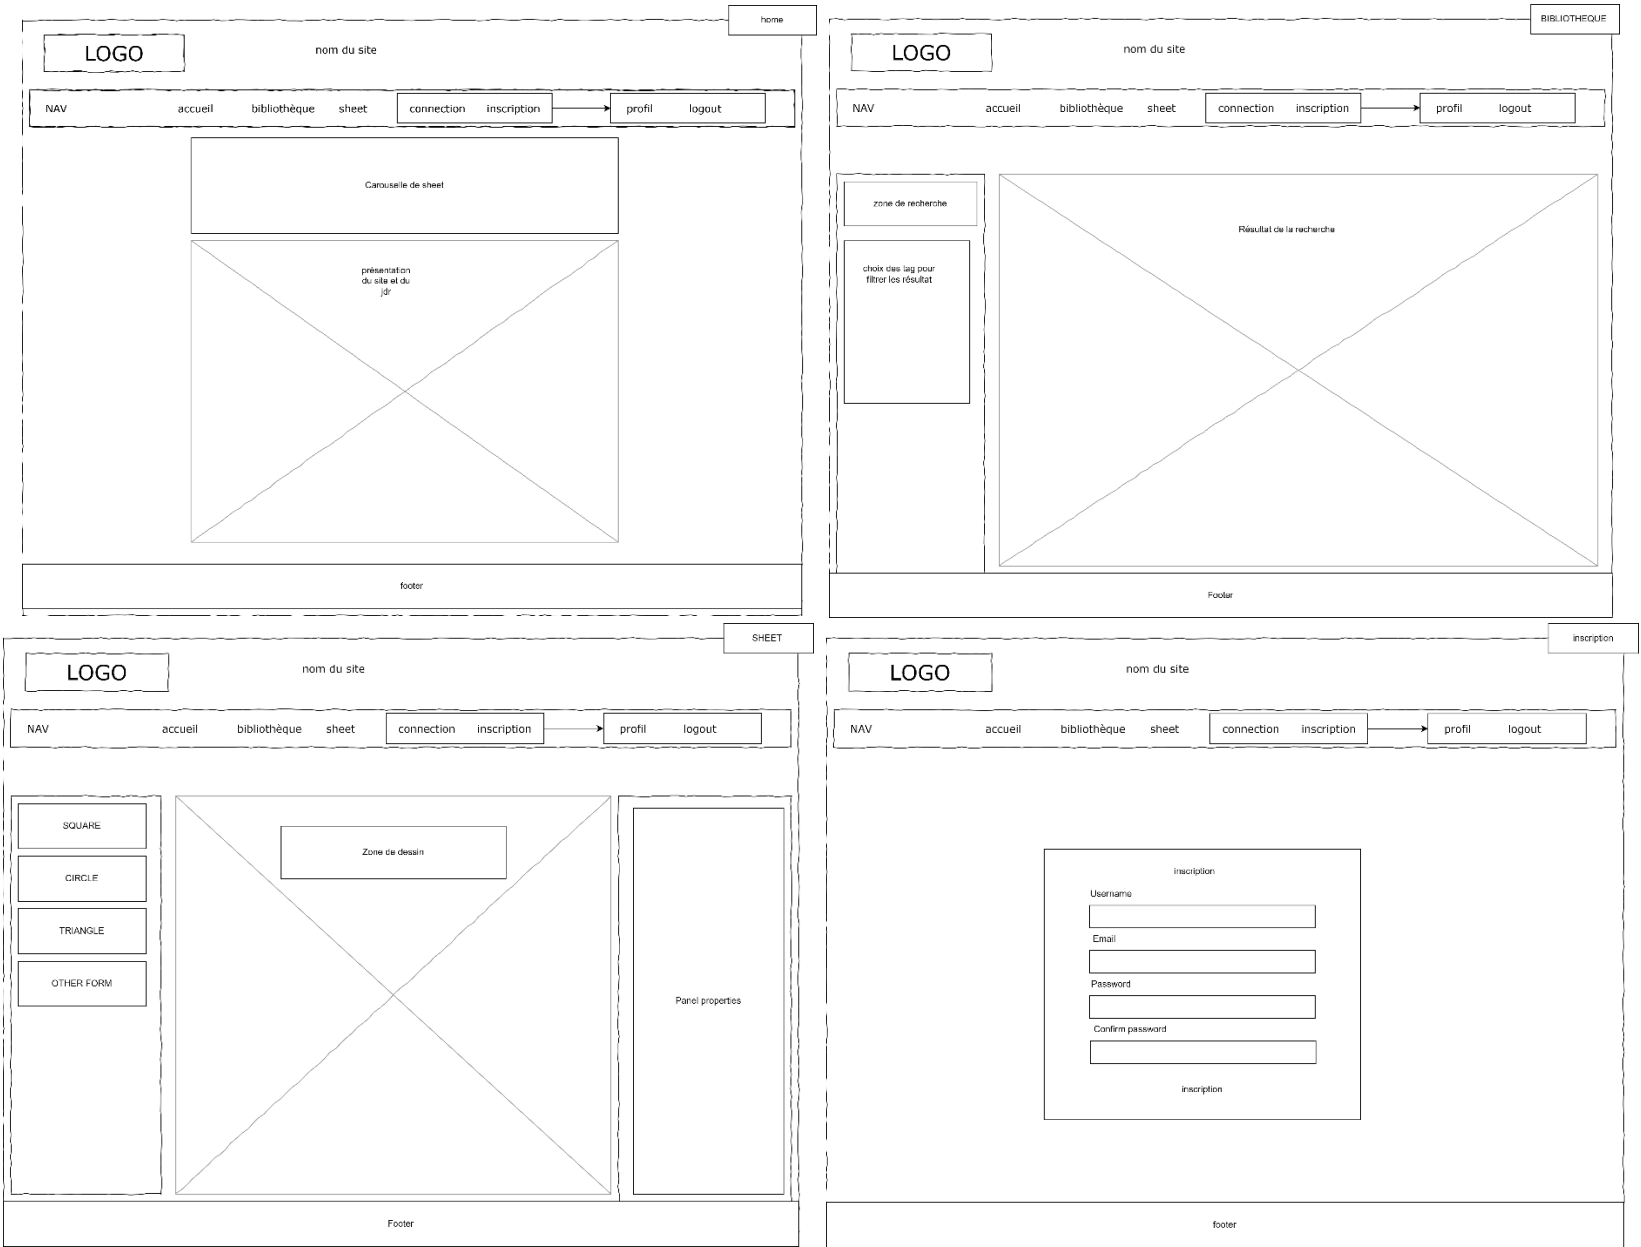 home
LOGO
nom du site
NAV
accueil
bibliothèque
sheet
connection
inscription
profil
logout
Carouselle de sheet
présentation
du site et du
jdr
footer
BIBLIOTHEQUE
LOGO
nom du site
NAV
accueil
bibliothèque
sheet
connection
inscription
profil
logout
zone de recherche
choix des tag pour
filtrer les résultat
Résultat de la recherche
Footer
SHEET
LOGO
nom du site
NAV
accueil
bibliothèque
sheet
connection
inscription
profil
logout
SQUARE
CIRCLE
TRIANGLE
OTHER FORM
Zone de dessin
Panel properties
Footer
inscription
LOGO
nom du site
NAV
accueil
bibliothèque
sheet
connection
inscription
profil
logout
inscription
Username
Email
Password
Confirm password
inscription
footer